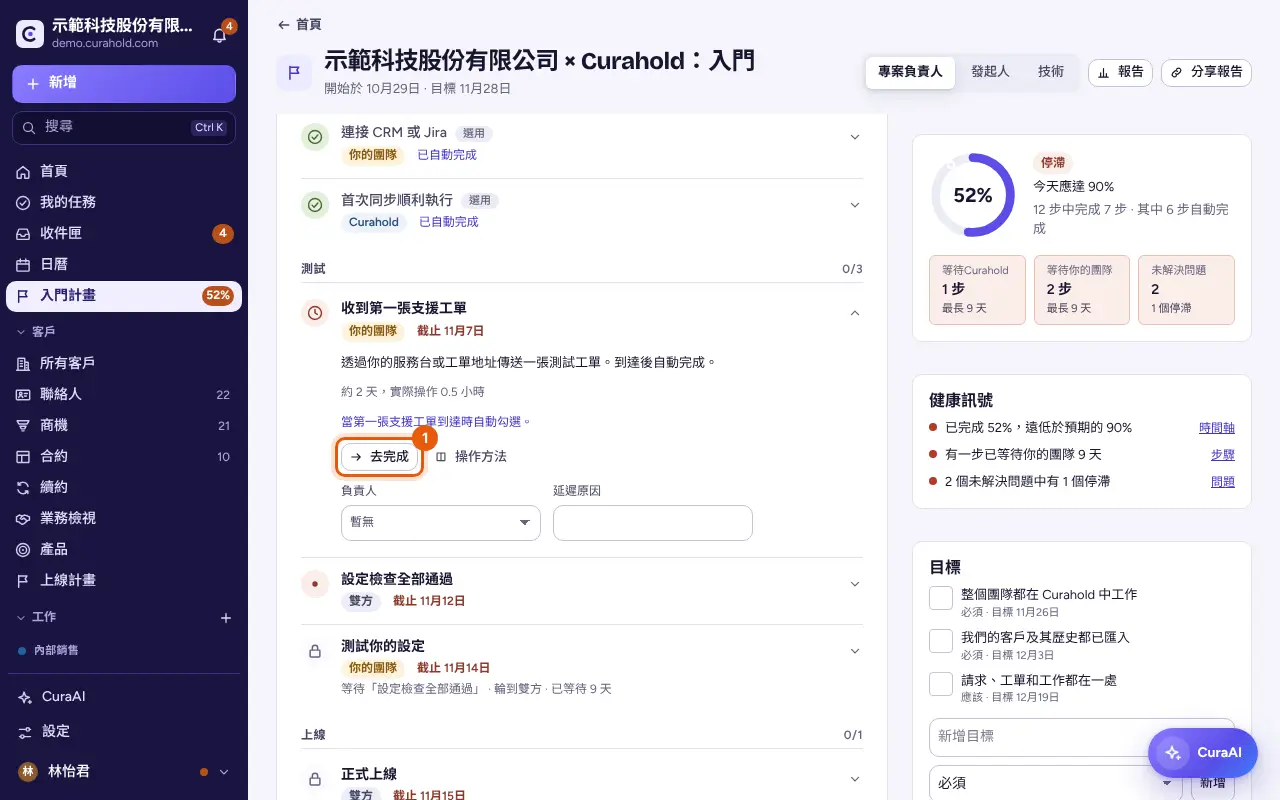 示範科技股份有限...
demo.curahold.com
4
新增
搜尋
Ctrl K
首頁
我的任務
收件匣
4
日曆
入門計畫
52%
客戶
所有客戶
聯絡人
22
商機
21
合約
10
續約
業務檢視
產品
上線計畫
工作
內部銷售
CuraAI
設定
林
林怡君
首頁
示範科技股份有限公司 × Curahold：入門
開始於 10月29日 · 目標 11月28日
專案負責人
發起人
技術
報告
分享報告
連接 CRM 或 Jira
選用
你的團隊
已自動完成
首次同步順利執行
選用
Curahold
已自動完成
測試
0/3
收到第一張支援工單
你的團隊
截止 11月7日
透過你的服務台或工單地址傳送一張測試工單。到達後自動完成。
約 2 天，實際操作 0.5 小時
當第一張支援工單到達時自動勾選。
1
去完成
操作方法
負責人
延遲原因
暫無
設定檢查全部通過
雙方
截止 11月12日
測試你的設定
你的團隊
截止 11月14日
等待「設定檢查全部通過」 · 輪到雙方 · 已等待 9 天
上線
0/1
正式上線
雙方
截止 11月15日
52%
停滯
今天應達 90%
12 步中完成 7 步 · 其中 6 步自動完
成
等待Curahold
1 步
最長 9 天
等待你的團隊
2 步
最長 9 天
未解決問題
2
1 個停滯
健康訊號
已完成 52%，遠低於預期的 90%
時間軸
有一步已等待你的團隊 9 天
步驟
2 個未解決問題中有 1 個停滯
問題
目標
整個團隊都在 Curahold 中工作
必須 · 目標 11月26日
我們的客戶及其歷史都已匯入
必須 · 目標 12月3日
請求、工單和工作都在一處
應該 · 目標 12月19日
新增目標
CuraAI
必須
新增